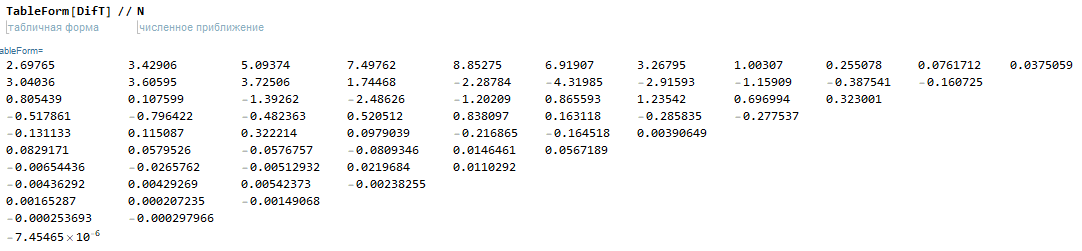 TableForm[DifT] // N
табличная форма численное приближение
ableForm=
2.69765 3.42906 5.09374 7.49762 8.85275 6.91907 3.26795 1.00307 0.255078 0.0761712 0.0375059
3.04036 3.60595 3.72506 1.74468 -2.28784 -4.31985 -2.91593 -1.15909 -0.387541 -0.160725
0.805439 0.107599 -1.39262 -2.48626 -1.20209 0.865593 1.23542 0.696994 0.323001
-0.517861 -0.796422 -0.482363 0.520512 0.838097 0.163118 -0.285835 -0.277537
-0.131133 0.115087 0.322214 0.0979039 -0.216865 -0.164518 0.00390649
0.0829171 0.0579526 -0.0576757 -0.0809346 0.0146461 0.0567189
-0.00654436 -0.0265762 -0.00512932 0.0219684 0.0110292
-0.00436292 0.00429269 0.00542373 -0.00238255
0.00165287 0.000207235 -0.00149068
-0.000253693 -0.000297966
-7.45465×10⁻⁶